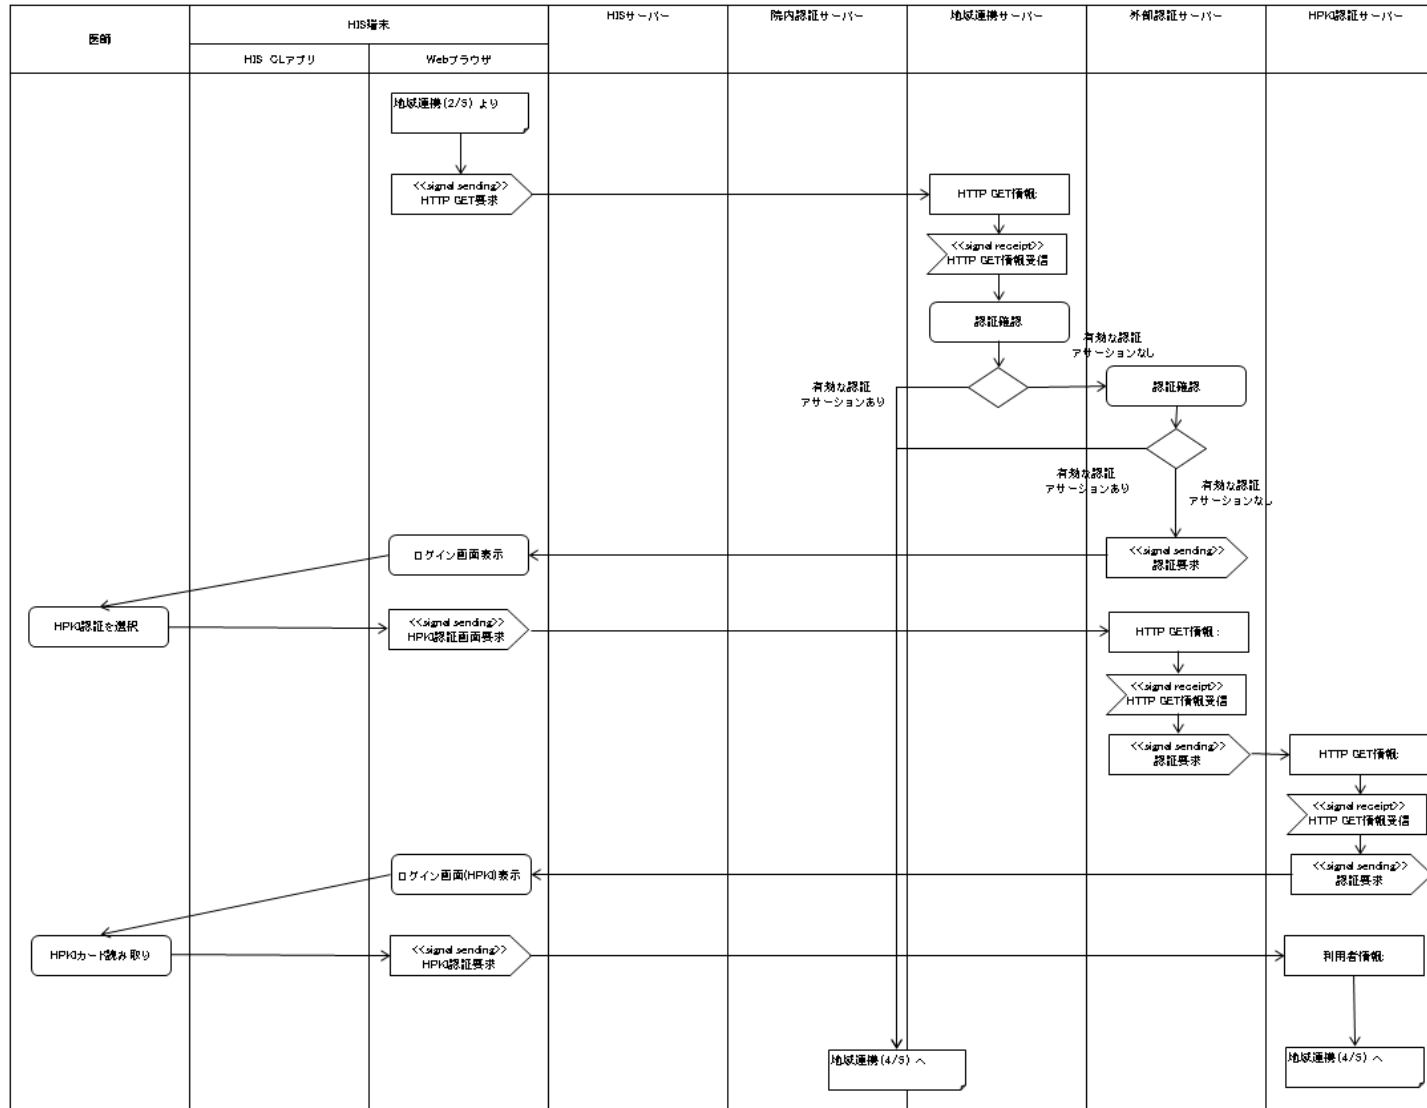 医師
HIS端末
HIS CLアプリ
Webブラウザ
HISサーバー
院内認証サーバー
地域連携サーバー
外部認証サーバー
HPKI認証サーバー
地域連携(2/5) より
<<signal sending>>
HTTP GET要求
HTTP GET情報:
<<signal receipt>>
HTTP GET情報受信
認証確認
有効な認証
アサーションなし
有効な認証
アサーションあり
認証確認
有効な認証
アサーションあり
有効な認証
アサーションなし
ログイン画面表示
<<signal sending>>
認証要求
HPKI認証を選択
<<signal sending>>
HPKI認証画面要求
HTTP GET情報 :
<<signal receipt>>
HTTP GET情報受信
<<signal sending>>
認証要求
HTTP GET情報:
<<signal receipt>>
HTTP GET情報受信
ログイン画面(HPKI)表示
<<signal sending>>
認証要求
HPKIカード読み取り
<<signal sending>>
HPKI認証要求
利用者情報:
地域連携(4/5) へ
地域連携(4/5) へ